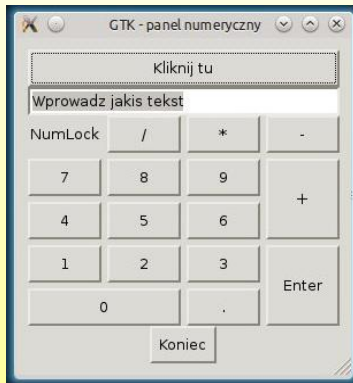 GTK - panel numeryczny
Kliknij tu
Wprowadz jakis tekst
NumLock / * -
7 8 9
+
4 5 6
1 2 3
Enter
0 .
Koniec